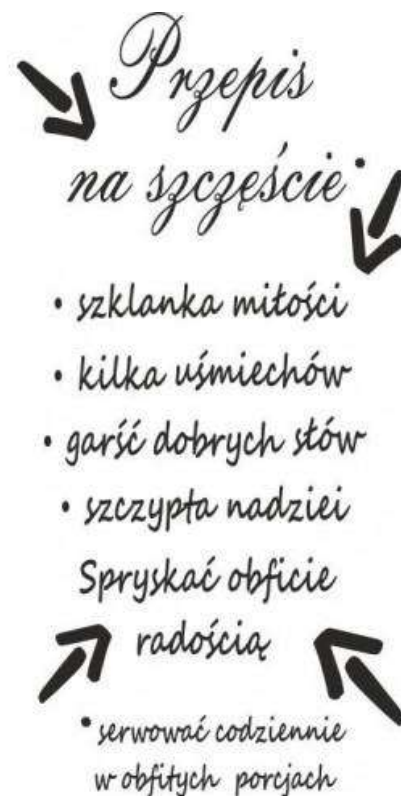 Przepis
na szczęście*
• szklanka miłości
• kilka uśmiechów
• garść dobrych słów
• szczypta nadziei
Spryskać obficie
radością
* serwować codziennie
w obfitych porcjach